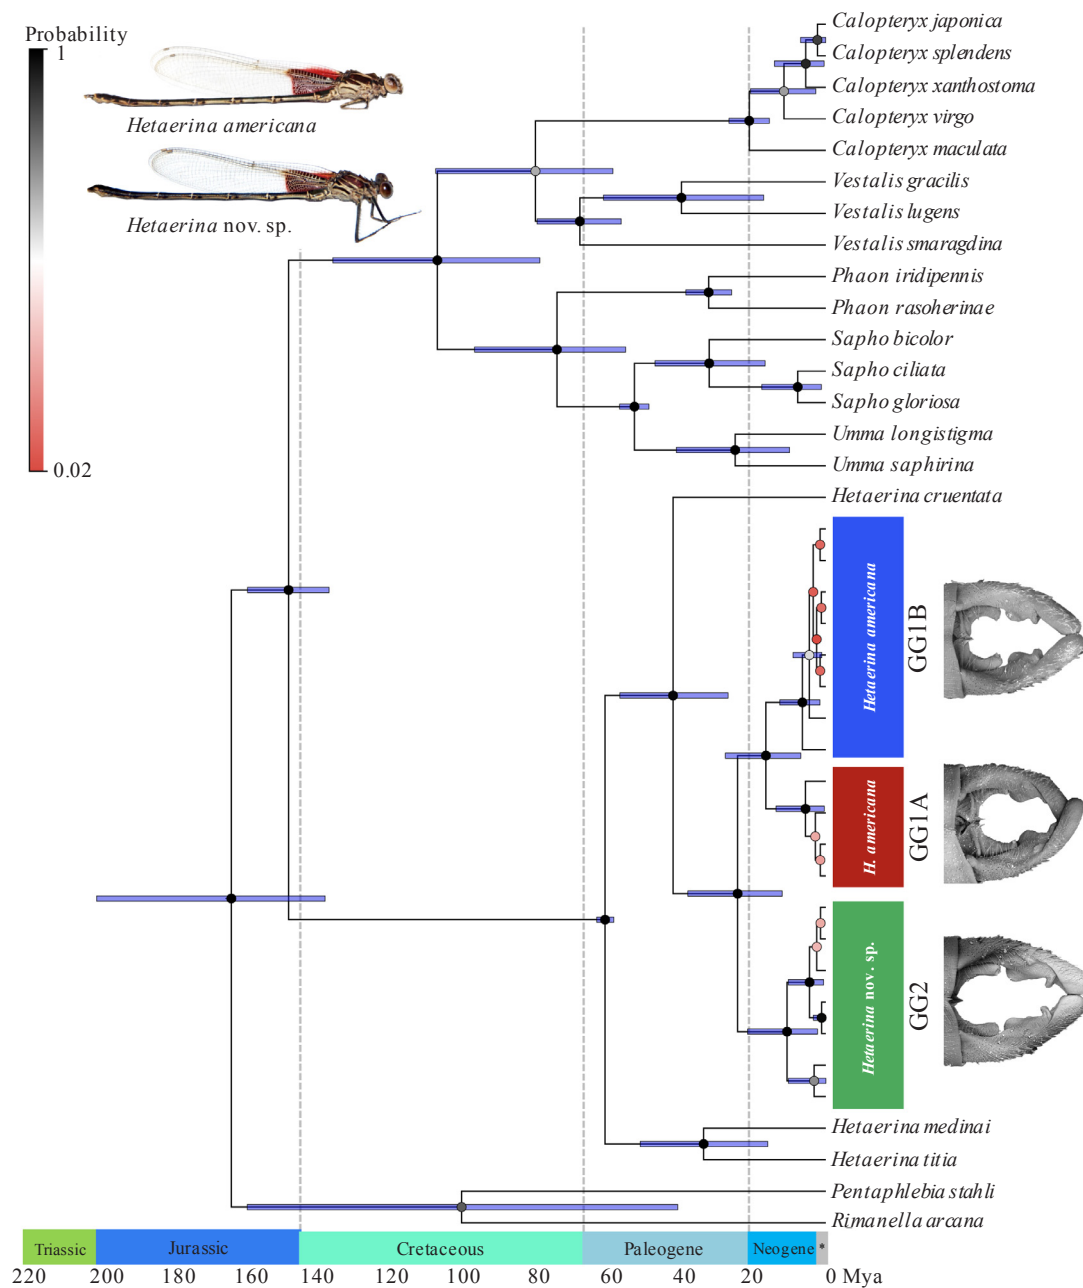 Probability
1
0.02
Hetaerina americana
Hetaerina nov. sp.
Calopteryx japonica
Calopteryx splendens
Calopteryx xanthostoma
Calopteryx virgo
Calopteryx maculata
Vestalis gracilis
Vestalis lugens
Vestalis smaragdina
Phaon iridipennis
Phaon rasoherinae
Sapho bicolor
Sapho ciliata
Sapho gloriosa
Umma longistigma
Umma saphirina
Hetaerina cruentata
Hetaerina americana
GG1B
H. americana
GG1A
Hetaerina nov. sp.
GG2
Hetaerina medinai
Hetaerina titia
Pentaphlebia stahli
Rimanella arcana
Triassic Jurassic Cretaceous Paleogene Neogene *
220 200 180 160 140 120 100 80 60 40 20 0 Mya